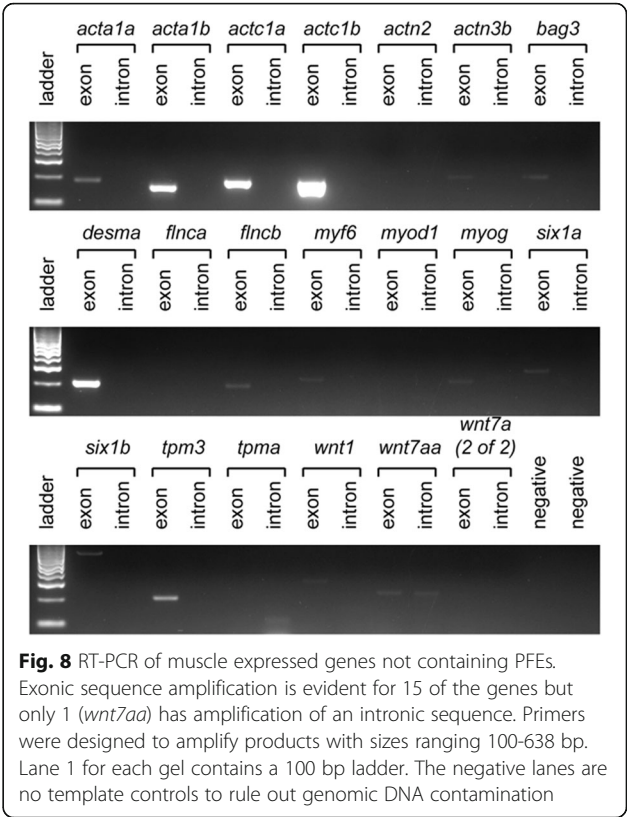 acta1a acta1b actc1a actc1b actn2 actn3b bag3
ladder exon intron exon intron exon intron exon intron exon intron exon intron exon intron
desma flnca flncb myf6 myod1 myog six1a
ladder exon intron exon intron exon intron exon intron exon intron exon intron exon intron
wnt7a
six1b tpm3 tpma wnt1 wnt7aa (2 of 2)
ladder exon intron exon intron exon intron exon intron exon intron exon intron negative negative
Fig. 8 RT-PCR of muscle expressed genes not containing PFEs.
Exonic sequence amplification is evident for 15 of the genes but
only 1 (wnt7aa) has amplification of an intronic sequence. Primers
were designed to amplify products with sizes ranging 100-638 bp.
Lane 1 for each gel contains a 100 bp ladder. The negative lanes are
no template controls to rule out genomic DNA contamination